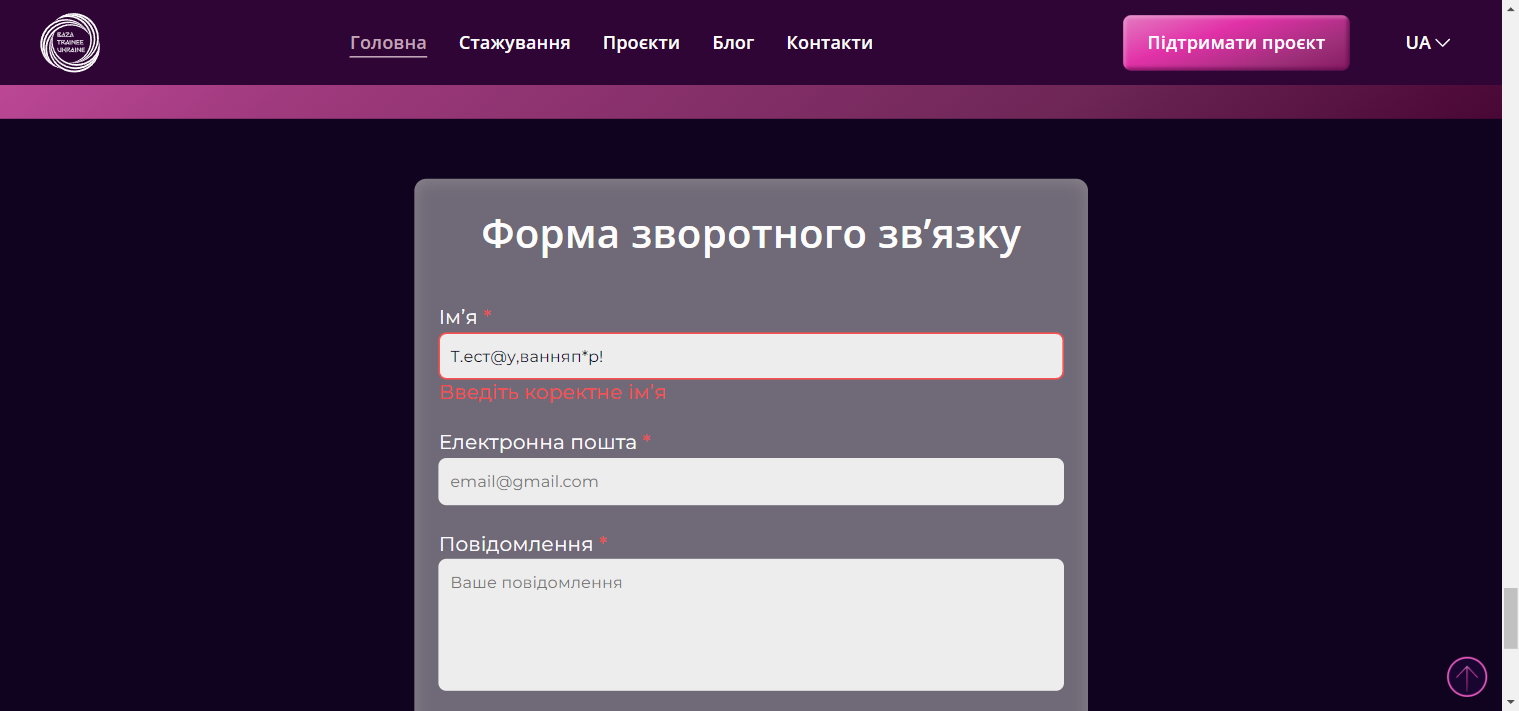 BAZA
TRAINEE
UKRAINE
Головна Стажування Проєкти Блог Контакти Підтримати проєкт UA
Форма зворотного зв’язку
Ім’я *
Т.ест@у,ванняп*р!
Введіть коректне ім’я
Електронна пошта *
email@gmail.com
Повідомлення *
Ваше повідомлення